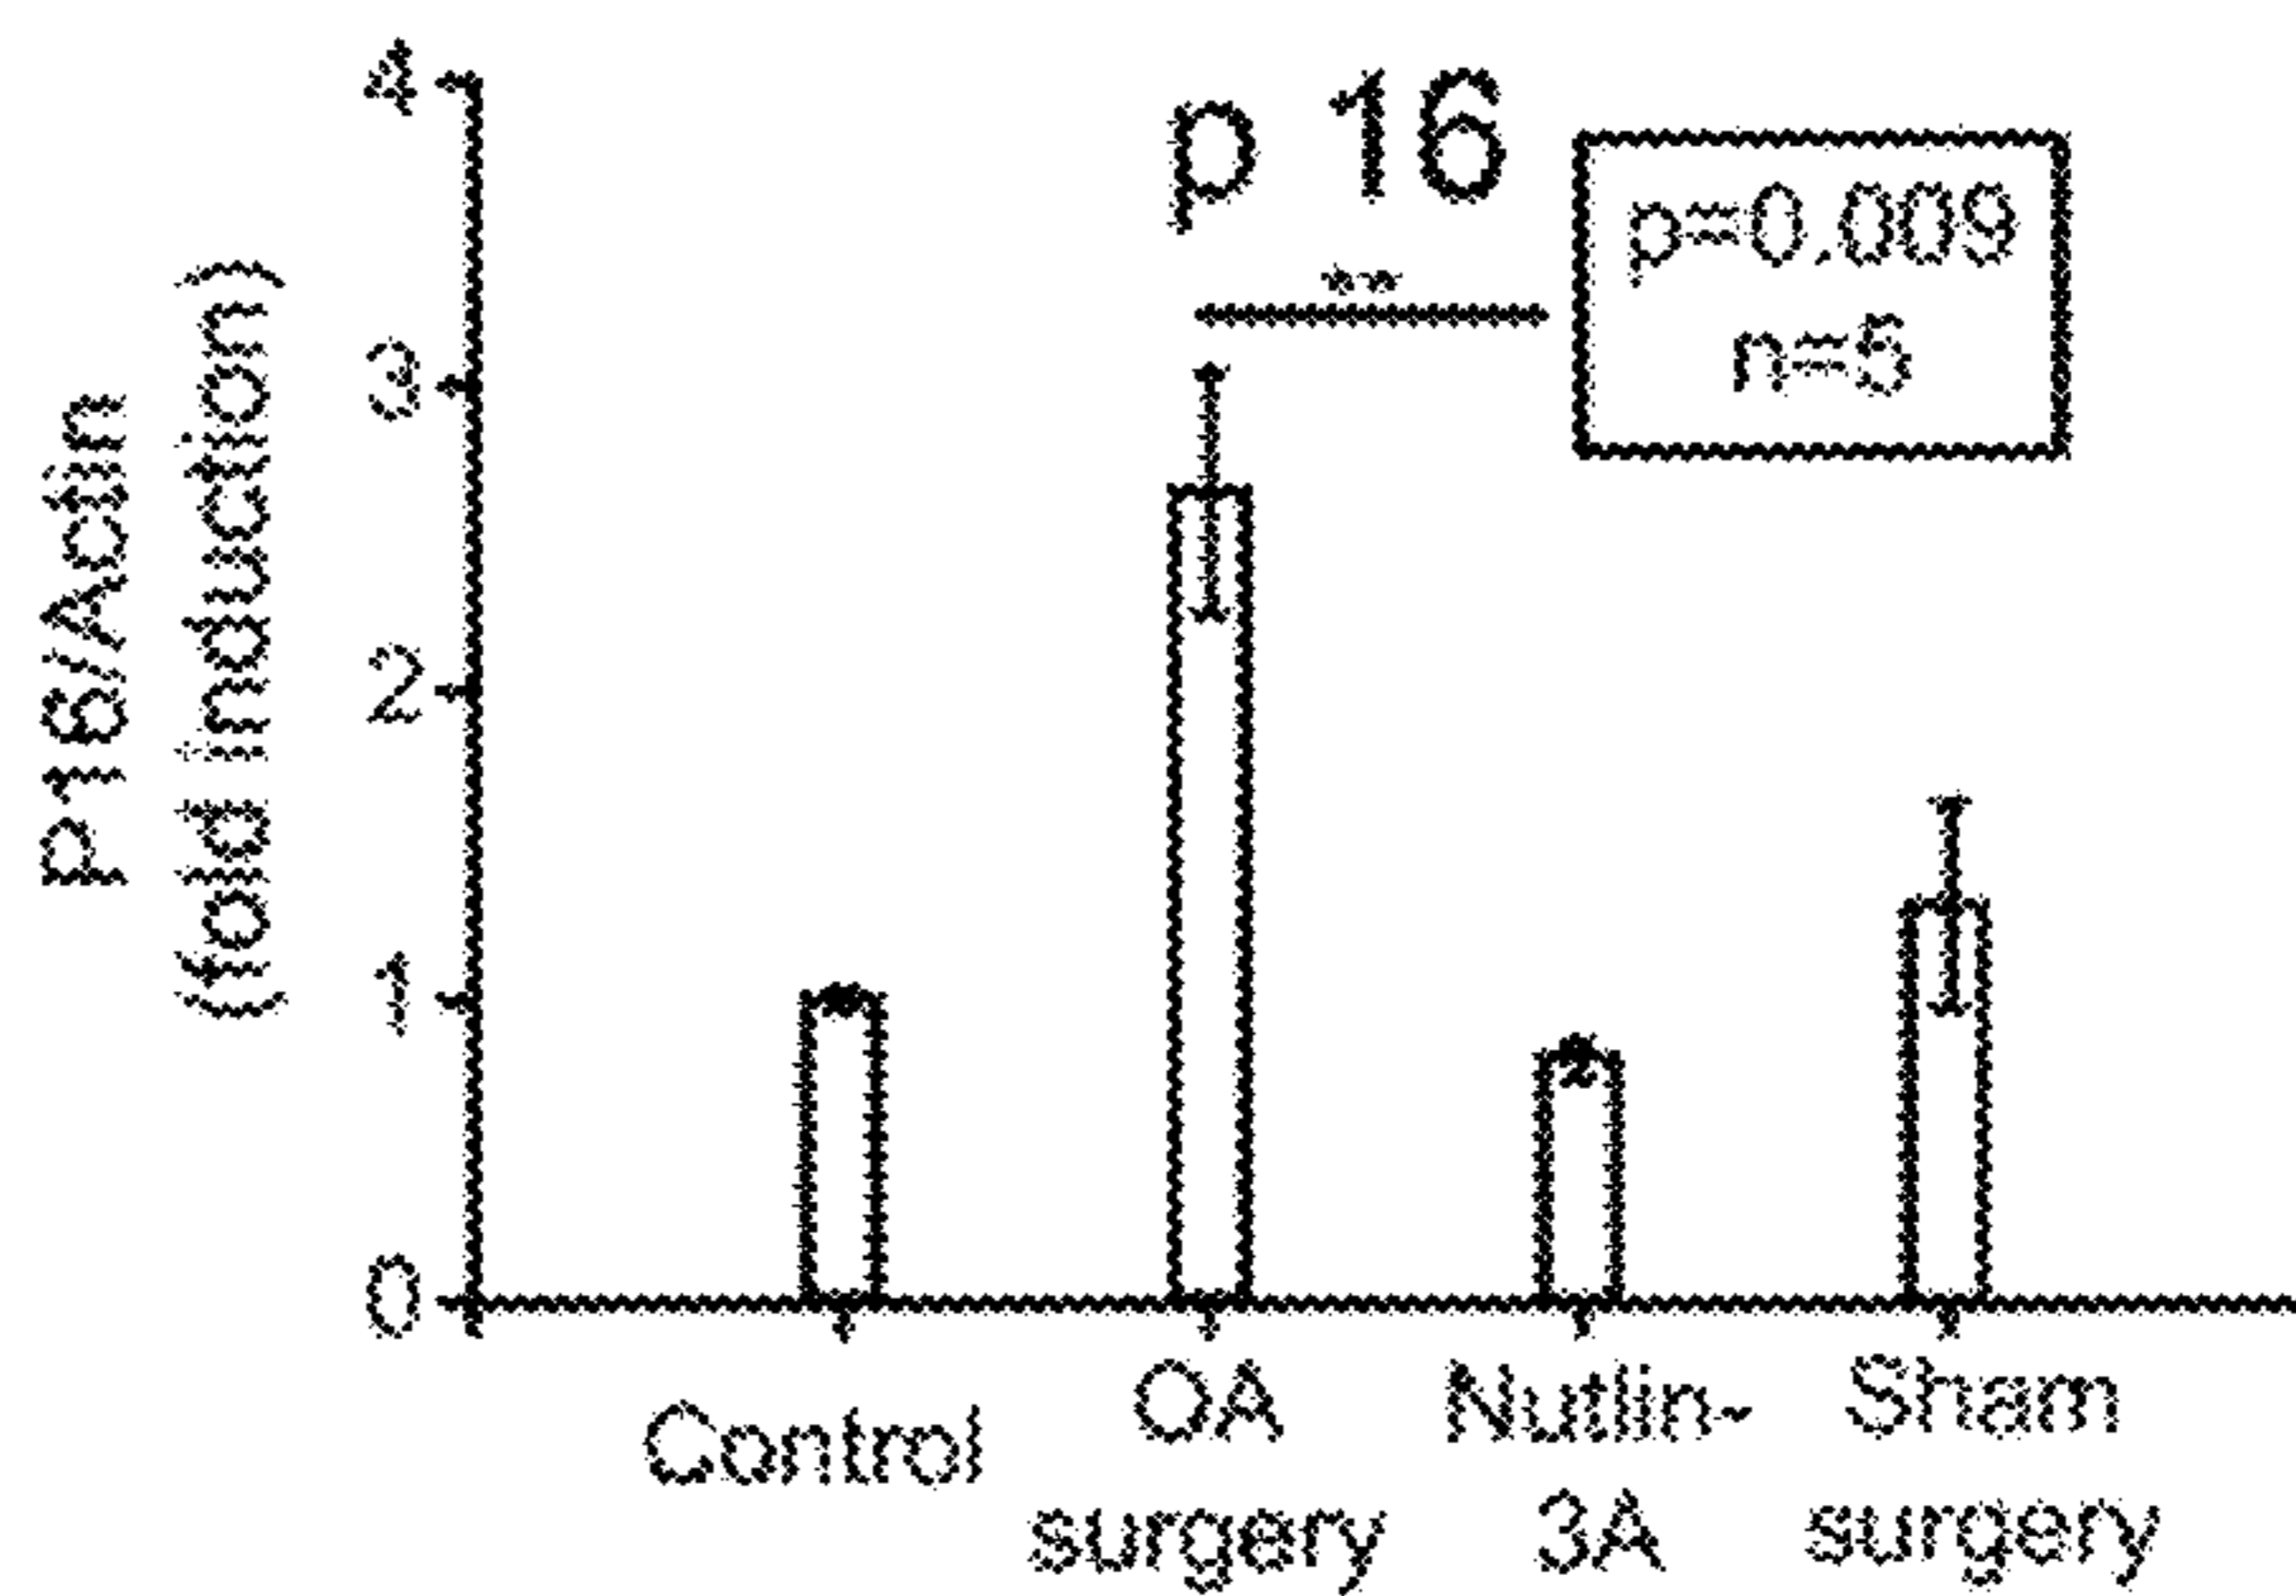 p 16
p=0.009
n=5
**
P16/Actin
(fold induction)
4
3
2
1
0
Control
OA
surgery
Nutlin-
3A
Sham
surgery